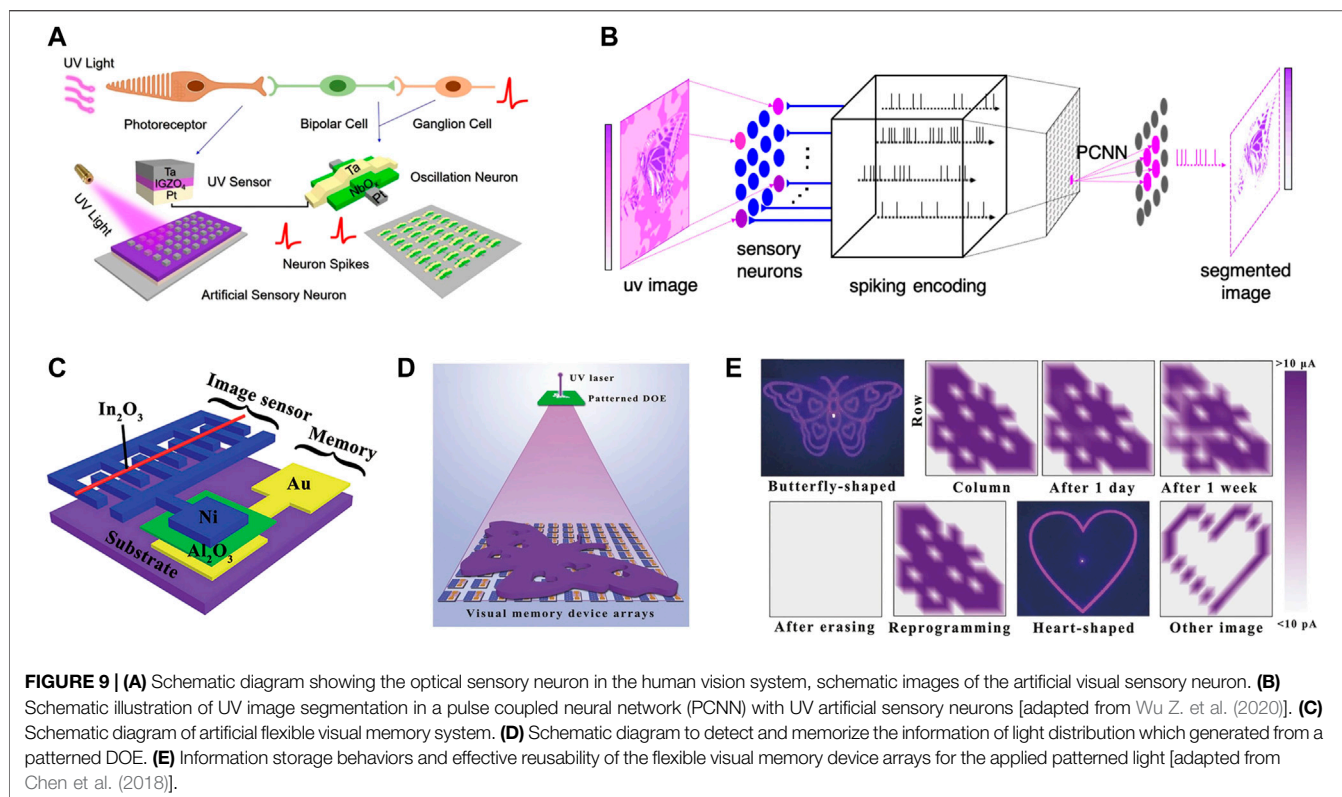 A
UV Light
Photoreceptor
Bipolar Cell
Ganglion Cell
Ta
IGZO₄
Pt
UV Sensor
Ta
NbOₓ
Pt
Oscillation Neuron
UV Light
Neuron Spikes
Artificial Sensory Neuron
B
PCNN
uv image
sensory
neurons
spiking encoding
segmented
image
C
In₂O₃
Image sensor
Memory
Au
Ni
Al₂O₃
Substrate
D
UV laser
Patterned DOE
Visual memory device arrays
E
Row
>10 µA
Butterfly-shaped
Column
After 1 day
After 1 week
After erasing
Reprogramming
Heart-shaped
Other image
<10 pA
FIGURE 9 | (A) Schematic diagram showing the optical sensory neuron in the human vision system, schematic images of the artificial visual sensory neuron. (B)
Schematic illustration of UV image segmentation in a pulse coupled neural network (PCNN) with UV artificial sensory neurons [adapted from Wu Z. et al. (2020)]. (C)
Schematic diagram of artificial flexible visual memory system. (D) Schematic diagram to detect and memorize the information of light distribution which generated from a
patterned DOE. (E) Information storage behaviors and effective reusability of the flexible visual memory device arrays for the applied patterned light [adapted from
Chen et al. (2018)].